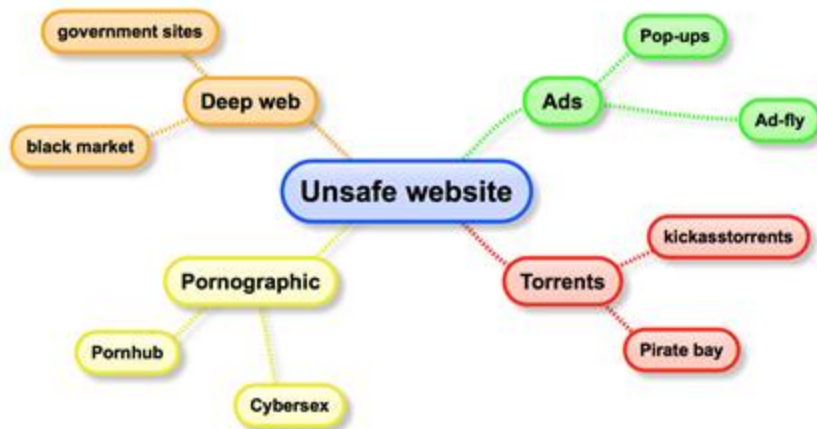 government sites
Pop-ups
Deep web
Ads
Ad-fly
black market
Unsafe website
kickasstorrents
Pornographic
Torrents
Pornhub
Pirate bay
Cybersex